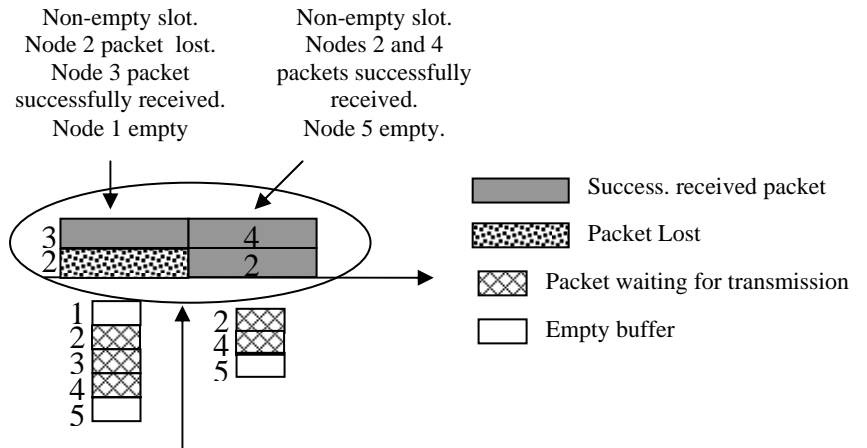 Non-empty slot.
Node 2 packet lost.
Node 3 packet
successfully received.
Node 1 empty
Non-empty slot.
Nodes 2 and 4
packets successfully
received.
Node 5 empty.
3
4
2
2
1
2
3
4
5
2
4
5
Success. received packet
Packet Lost
Packet waiting for transmission
Empty buffer